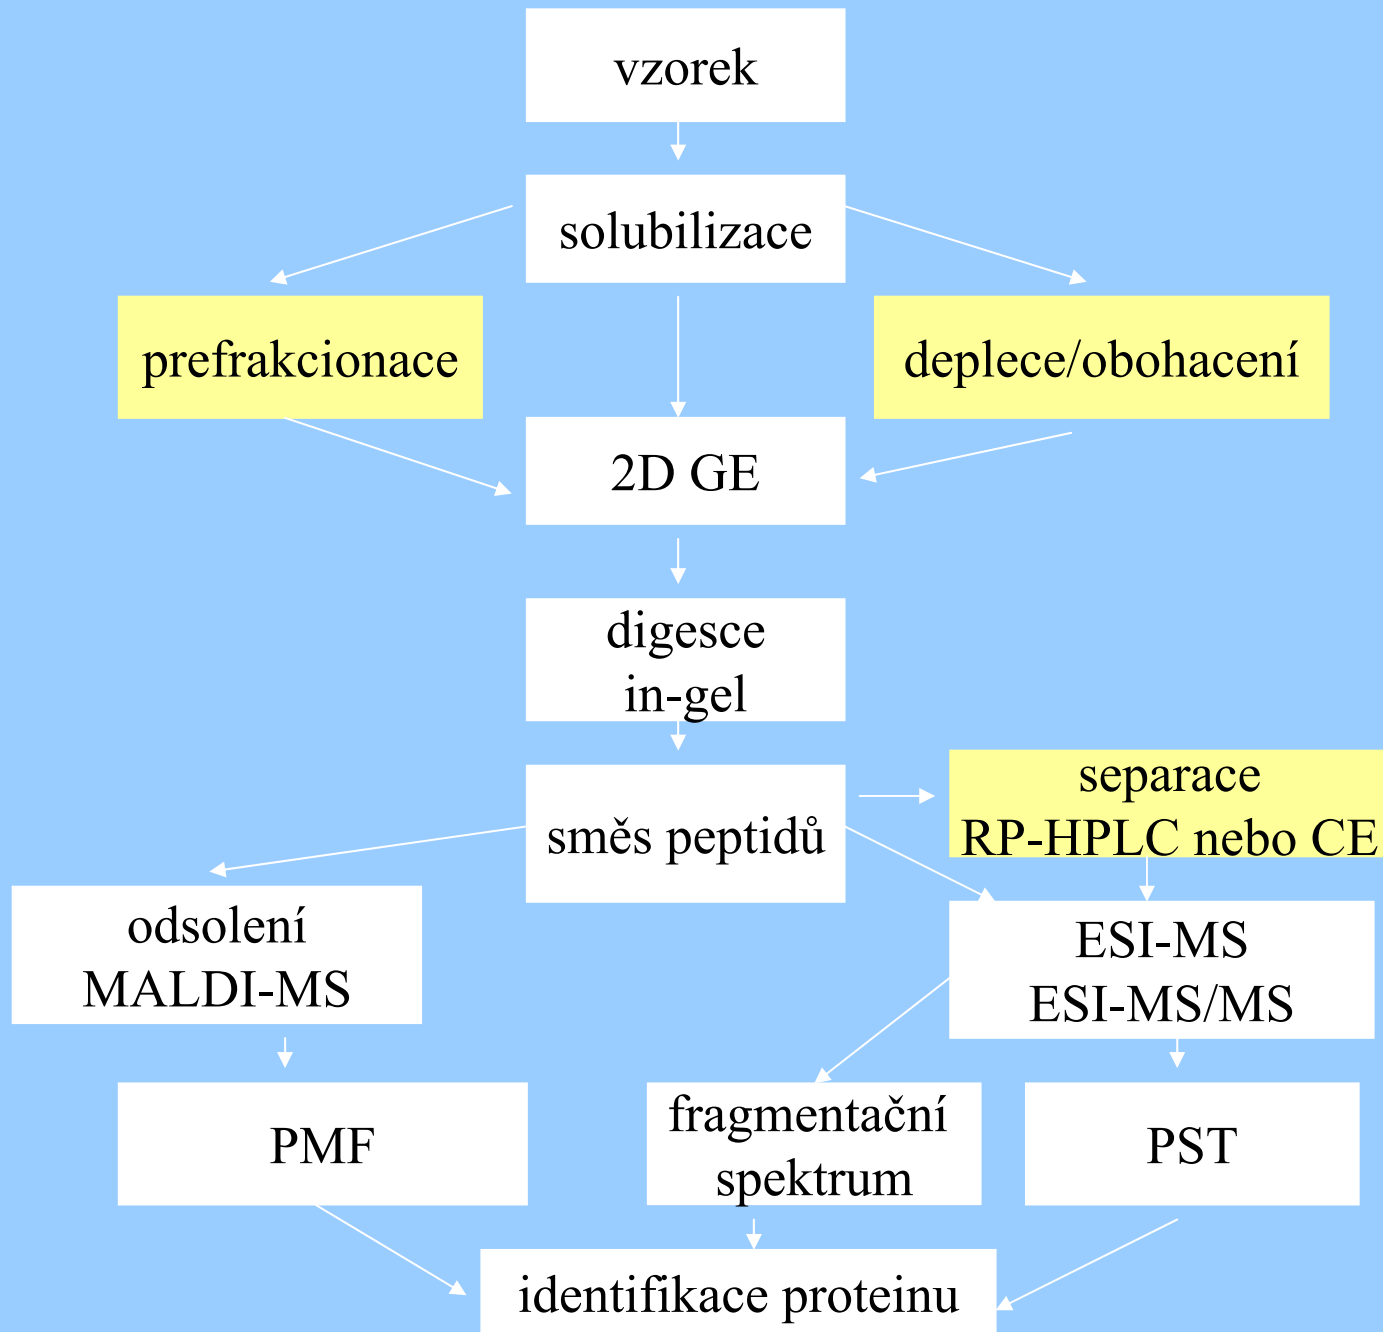 vzorek
solubilizace
prefrakcionace
deplece/obohacení
2D GE
digesce
in-gel
směs peptidů
separace
RP-HPLC nebo CE
odsolení
MALDI-MS
ESI-MS
ESI-MS/MS
PMF
fragmentační
spektrum
PST
identifikace proteinu